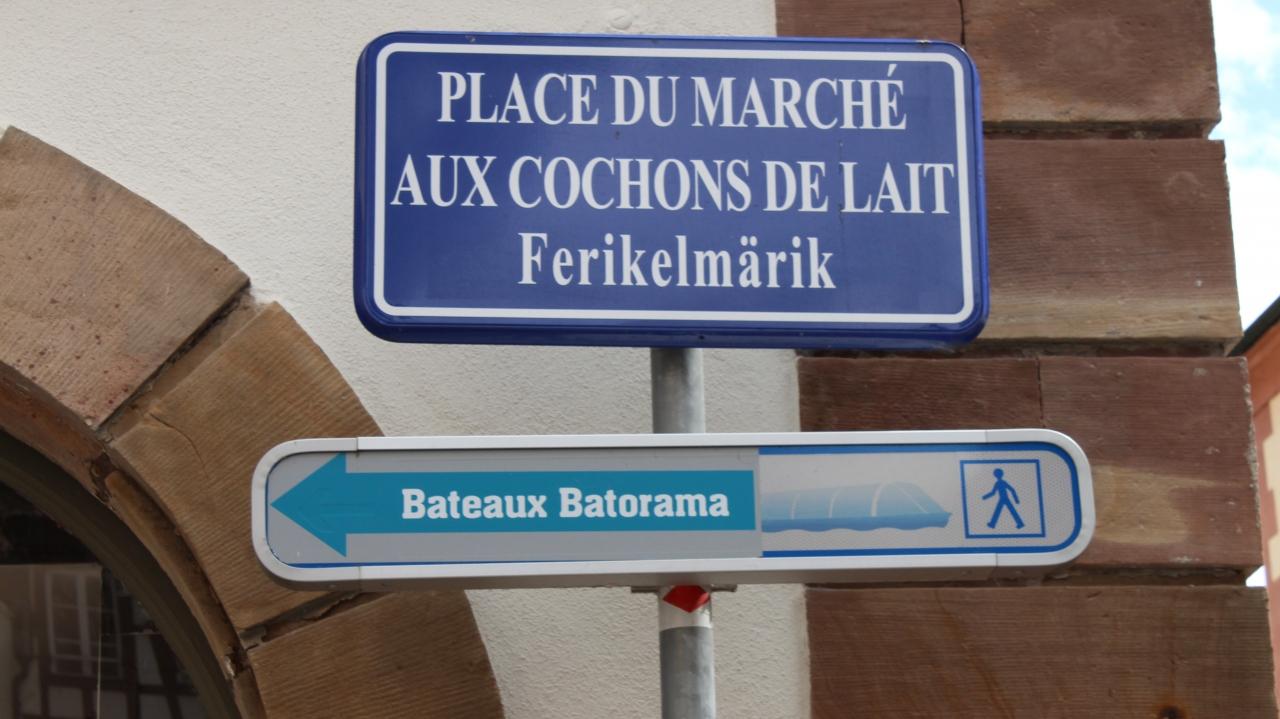 PLACE DU MARCHÉ
AUX COCHONS DE LAIT
Ferikelmärik
Bateaux Batorama